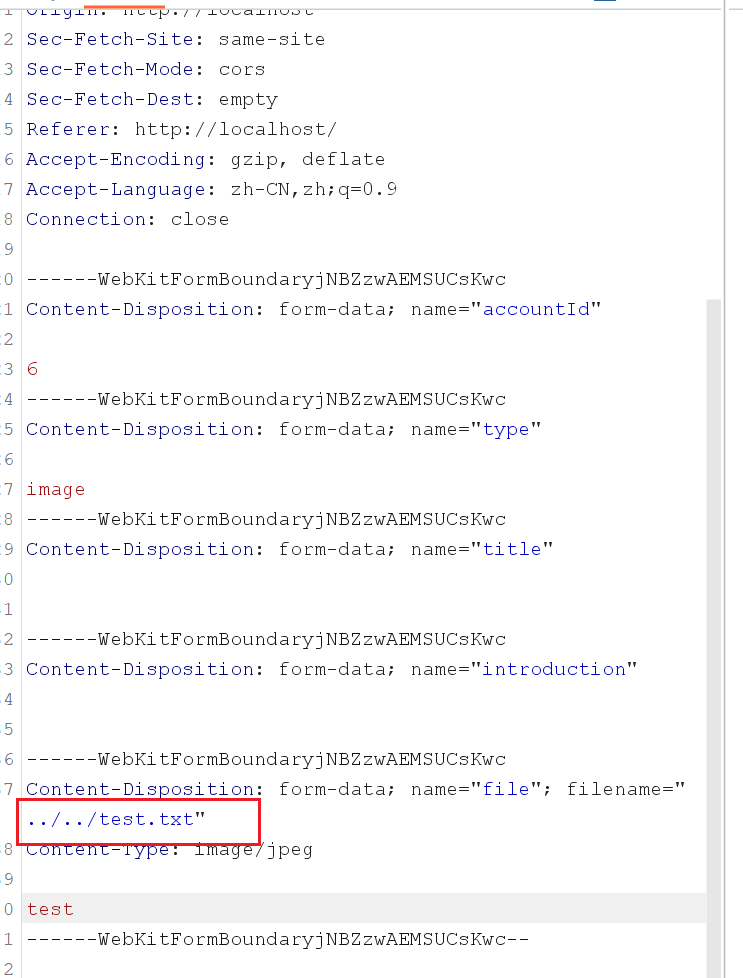 1 Origin: http://localhost
2 Sec-Fetch-Site: same-site
3 Sec-Fetch-Mode: cors
4 Sec-Fetch-Dest: empty
5 Referer: http://localhost/
6 Accept-Encoding: gzip, deflate
7 Accept-Language: zh-CN,zh;q=0.9
8 Connection: close
9
0 ------WebKitFormBoundaryjNBZzwAEMSUCsKwc
1 Content-Disposition: form-data; name="accountId"
2
3 6
4 ------WebKitFormBoundaryjNBZzwAEMSUCsKwc
5 Content-Disposition: form-data; name="type"
6
7 image
8 ------WebKitFormBoundaryjNBZzwAEMSUCsKwc
9 Content-Disposition: form-data; name="title"
0
1
2 ------WebKitFormBoundaryjNBZzwAEMSUCsKwc
3 Content-Disposition: form-data; name="introduction"
4
5
6 ------WebKitFormBoundaryjNBZzwAEMSUCsKwc
7 Content-Disposition: form-data; name="file"; filename="
../../test.txt"
8 Content-Type: image/jpeg
9
0 test
1 ------WebKitFormBoundaryjNBZzwAEMSUCsKwc--
2